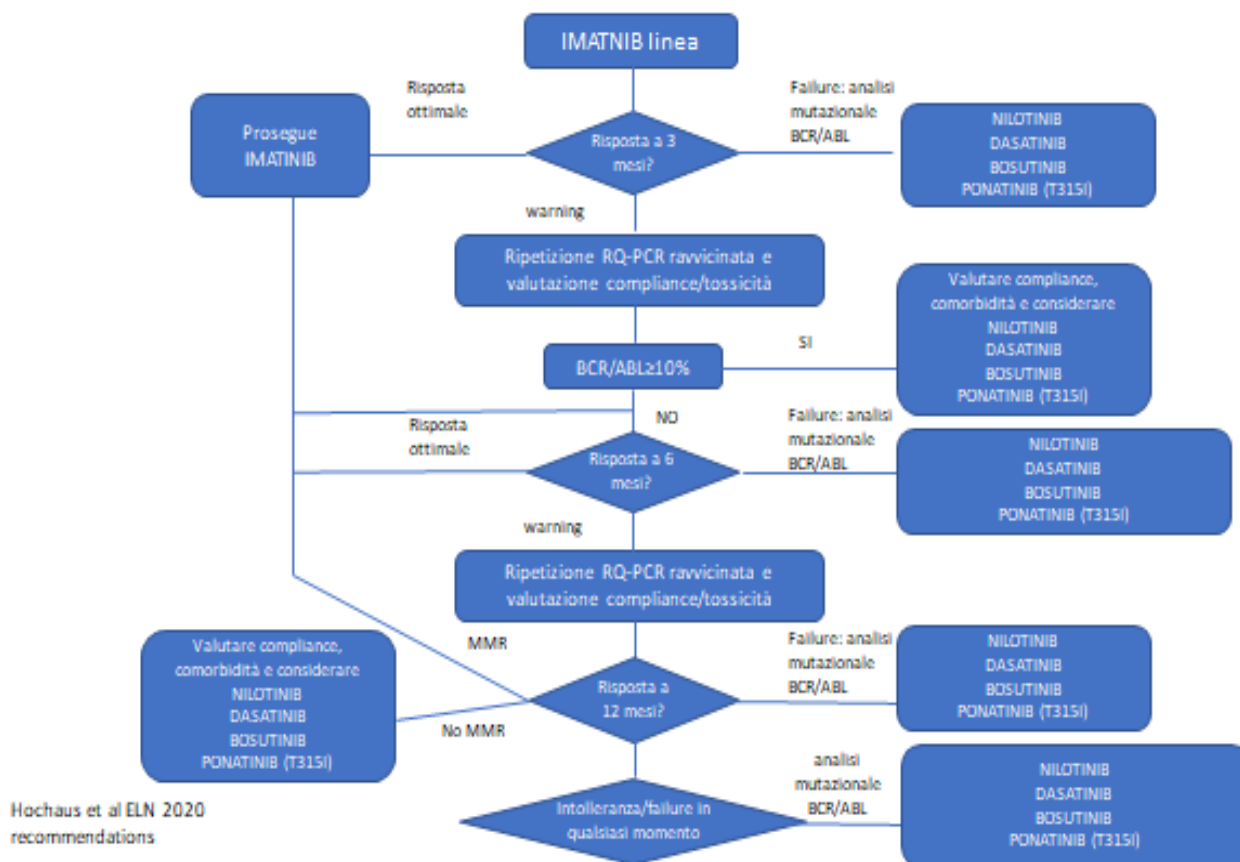 IMATNIB linea
Risposta
ottimale
Failure: analisi
mutazionale
BCR/ABL
Prosegue
IMATINIB
Risposta a 3
mesi?
NILOTINIB
DASATINIB
BOSUTINIB
PONATINIB (T315I)
warning
Ripetizione RQ-PCR ravvicinata e
valutazione compliance/tossicità
Valutare compliance,
comorbidità e considerare
NILOTINIB
DASATINIB
BOSUTINIB
PONATINIB (T315I)
SI
BCR/ABL≥10%
NO
Risposta
ottimale
Failure: analisi
mutazionale
BCR/ABL
Risposta a 6
mesi?
NILOTINIB
DASATINIB
BOSUTINIB
PONATINIB (T315I)
warning
Ripetizione RQ-PCR ravvicinata e
valutazione compliance/tossicità
MMR
Failure: analisi
mutazionale
BCR/ABL
Valutare compliance,
comorbidità e considerare
NILOTINIB
DASATINIB
BOSUTINIB
PONATINIB (T315I)
Risposta a
12 mesi?
NILOTINIB
DASATINIB
BOSUTINIB
PONATINIB (T315I)
No MMR
analisi
mutazionale
BCR/ABL
Intolleranza/failure in
qualsiasi momento
NILOTINIB
DASATINIB
BOSUTINIB
PONATINIB (T315I)
Hochaus et al ELN 2020
recommendations